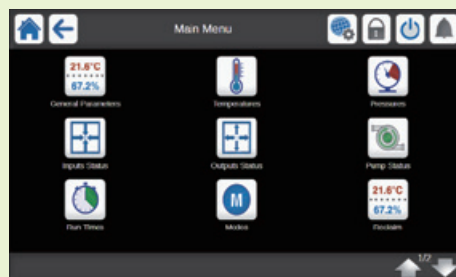 Main Menu
21.6°C
67.2%
General Parameters
Temperatures
Pressures
Inputs Status
Outputs Status
Pump Status
Run Times
M
Modes
21.6°C
67.2%
Reclaim
1/2